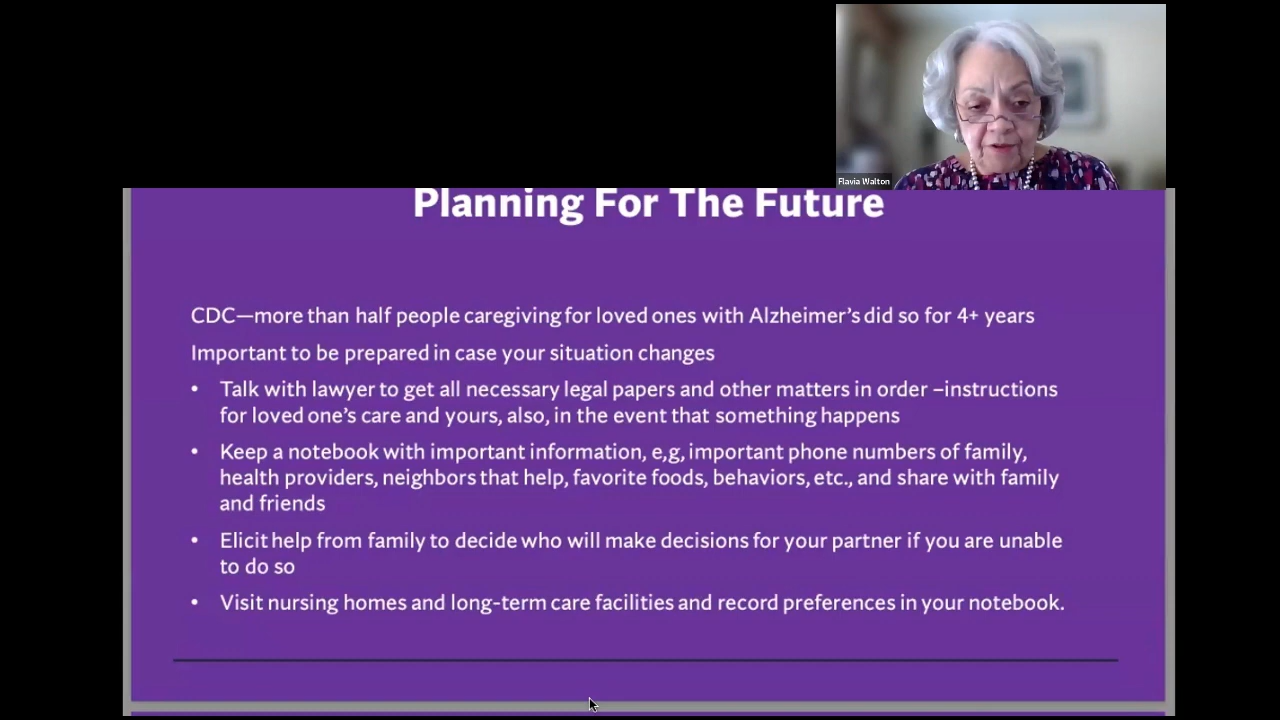 Flavia Walton
Planning For The Future
CDC—more than half people caregiving for loved ones with Alzheimer's did so for 4+ years
Important to be prepared in case your situation changes
• Talk with lawyer to get all necessary legal papers and other matters in order –instructions
for loved one's care and yours, also, in the event that something happens
• Keep a notebook with important information, e,g, important phone numbers of family,
health providers, neighbors that help, favorite foods, behaviors, etc., and share with family
and friends
• Elicit help from family to decide who will make decisions for your partner if you are unable
to do so
• Visit nursing homes and long-term care facilities and record preferences in your notebook.